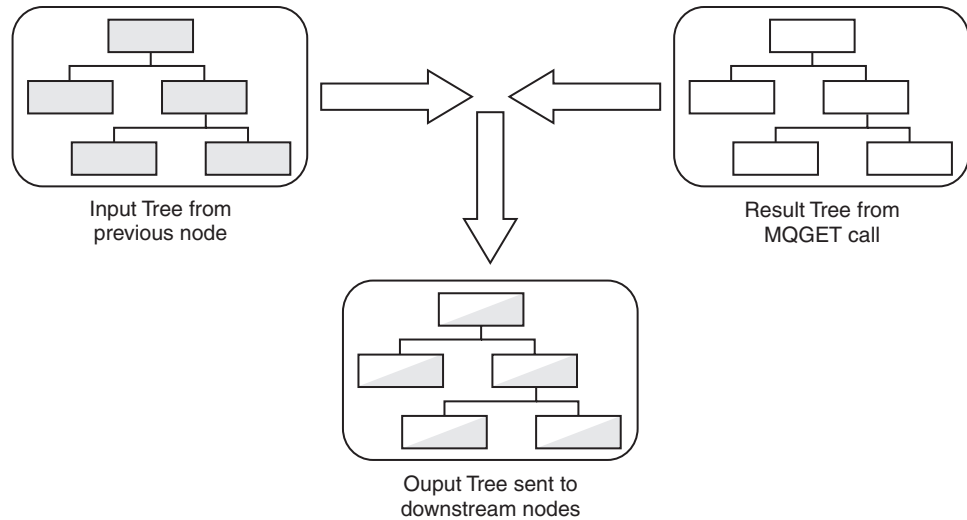 Input Tree from
previous node
Result Tree from
MQGET call
Ouput Tree sent to
downstream nodes